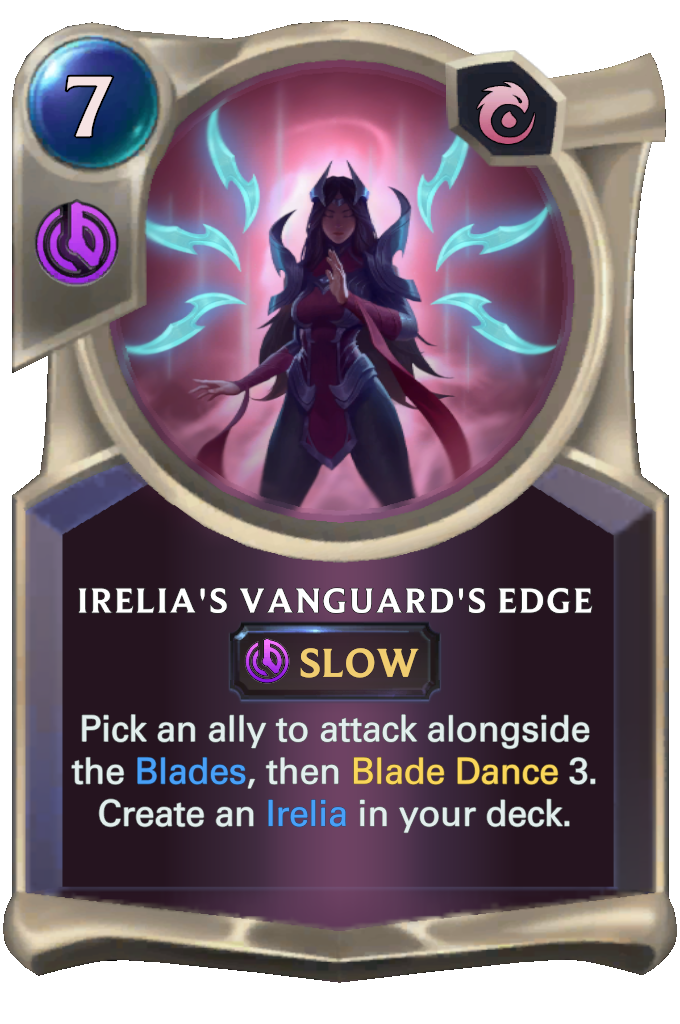 7
IRELIA'S VANGUARD'S EDGE
SLOW
Pick an ally to attack alongside
the Blades, then Blade Dance 3.
Create an Irelia in your deck.